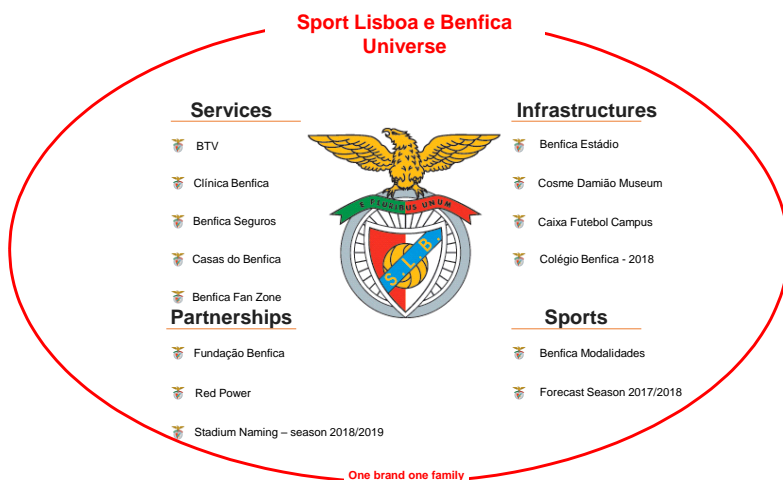 Sport Lisboa e Benfica
Universe
Services
BTV
Clínica Benfica
Benfica Seguros
Casas do Benfica
Benfica Fan Zone
Partnerships
Fundação Benfica
Red Power
Stadium Naming – season 2018/2019
E PLURIBUS UNUM
S.L.B.
Infrastructures
Benfica Estádio
Cosme Damião Museum
Caixa Futebol Campus
Colégio Benfica - 2018
Sports
Benfica Modalidades
Forecast Season 2017/2018
One brand one family